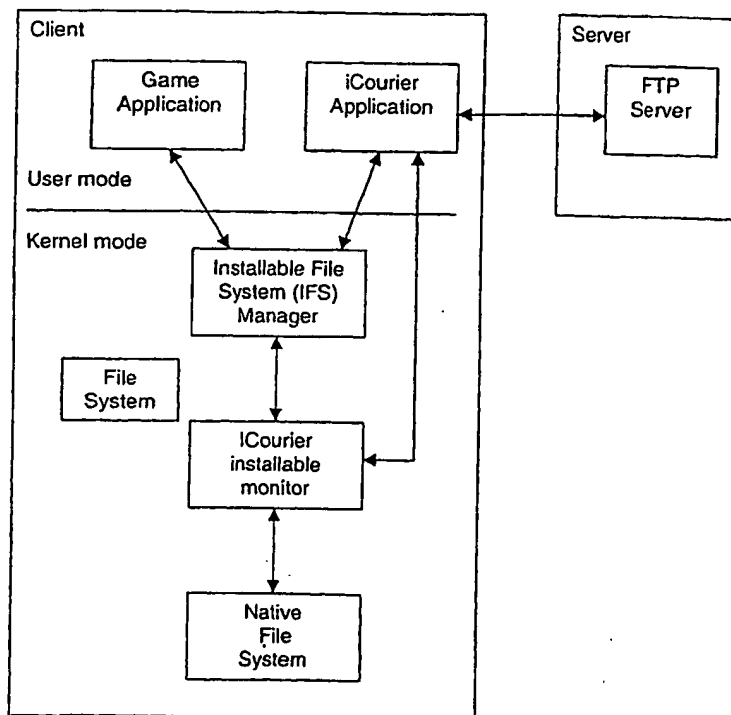 Client
Server
Game
Application
iCourier
Application
FTP
Server
User mode
Kernel mode
Installable File
System (IFS)
Manager
File
System
ICourier
installable
monitor
Native
File
System